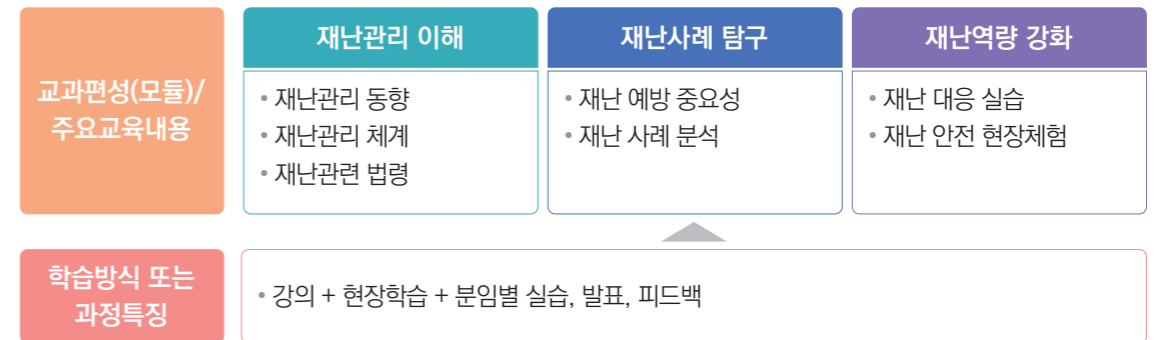 교과편성(모듈)/
주요교육내용
재난관리 이해
• 재난관리 동향
• 재난관리 체계
• 재난관련 법령
재난사례 탐구
• 재난 예방 중요성
• 재난 사례 분석
재난역량 강화
• 재난 대응 실습
• 재난 안전 현장체험
학습방식 또는
과정특징
• 강의 + 현장학습 + 분임별 실습, 발표, 피드백